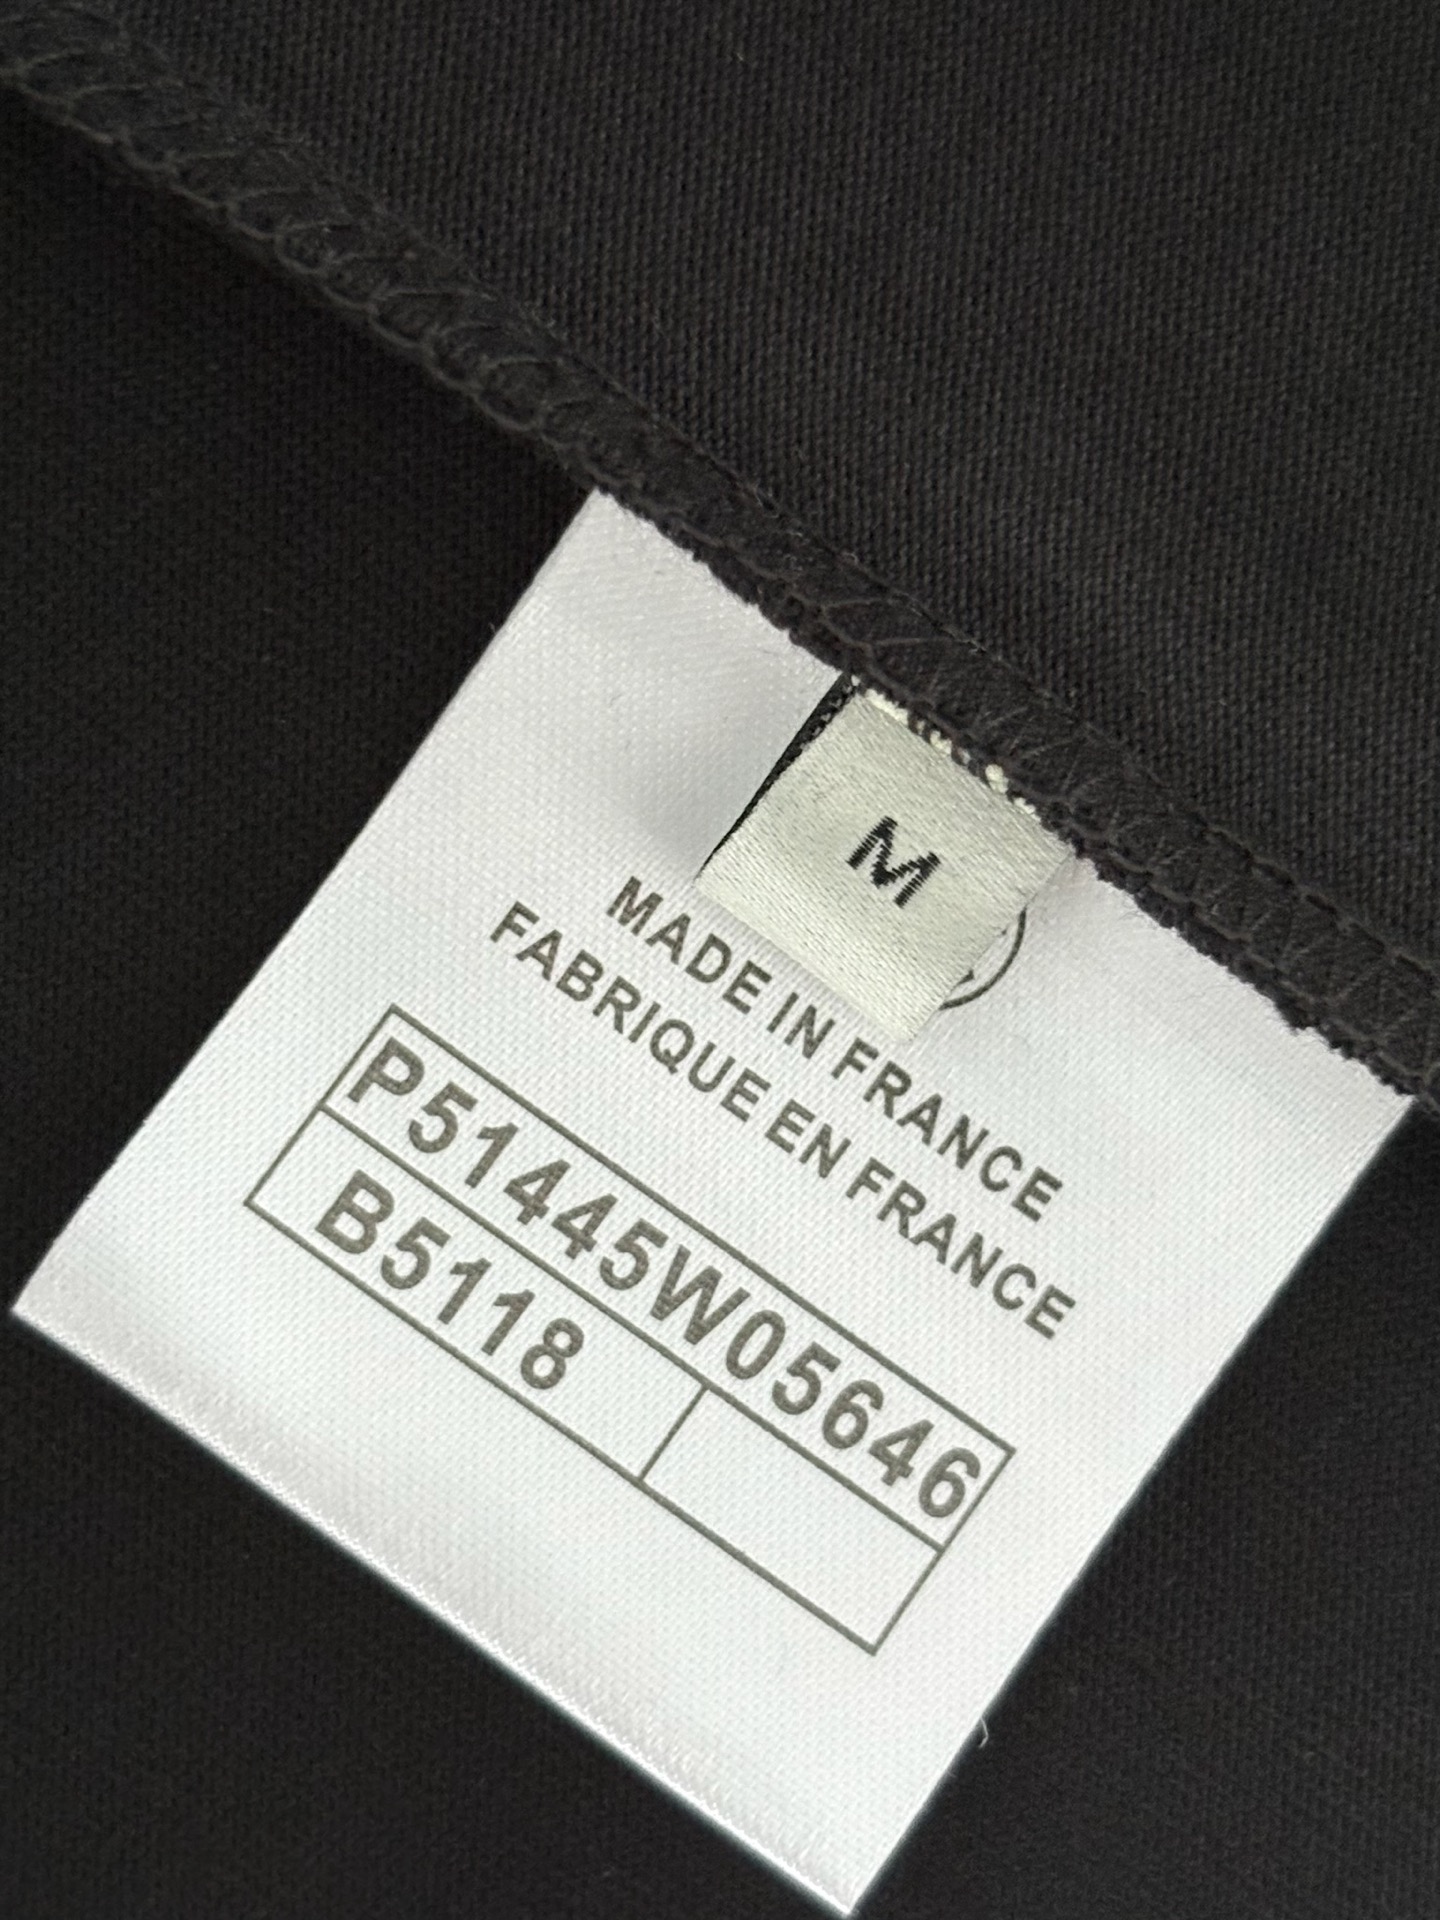 M
MADE IN FRANCE
FABRIQUE EN FRANCE
P51445W05646
B5118